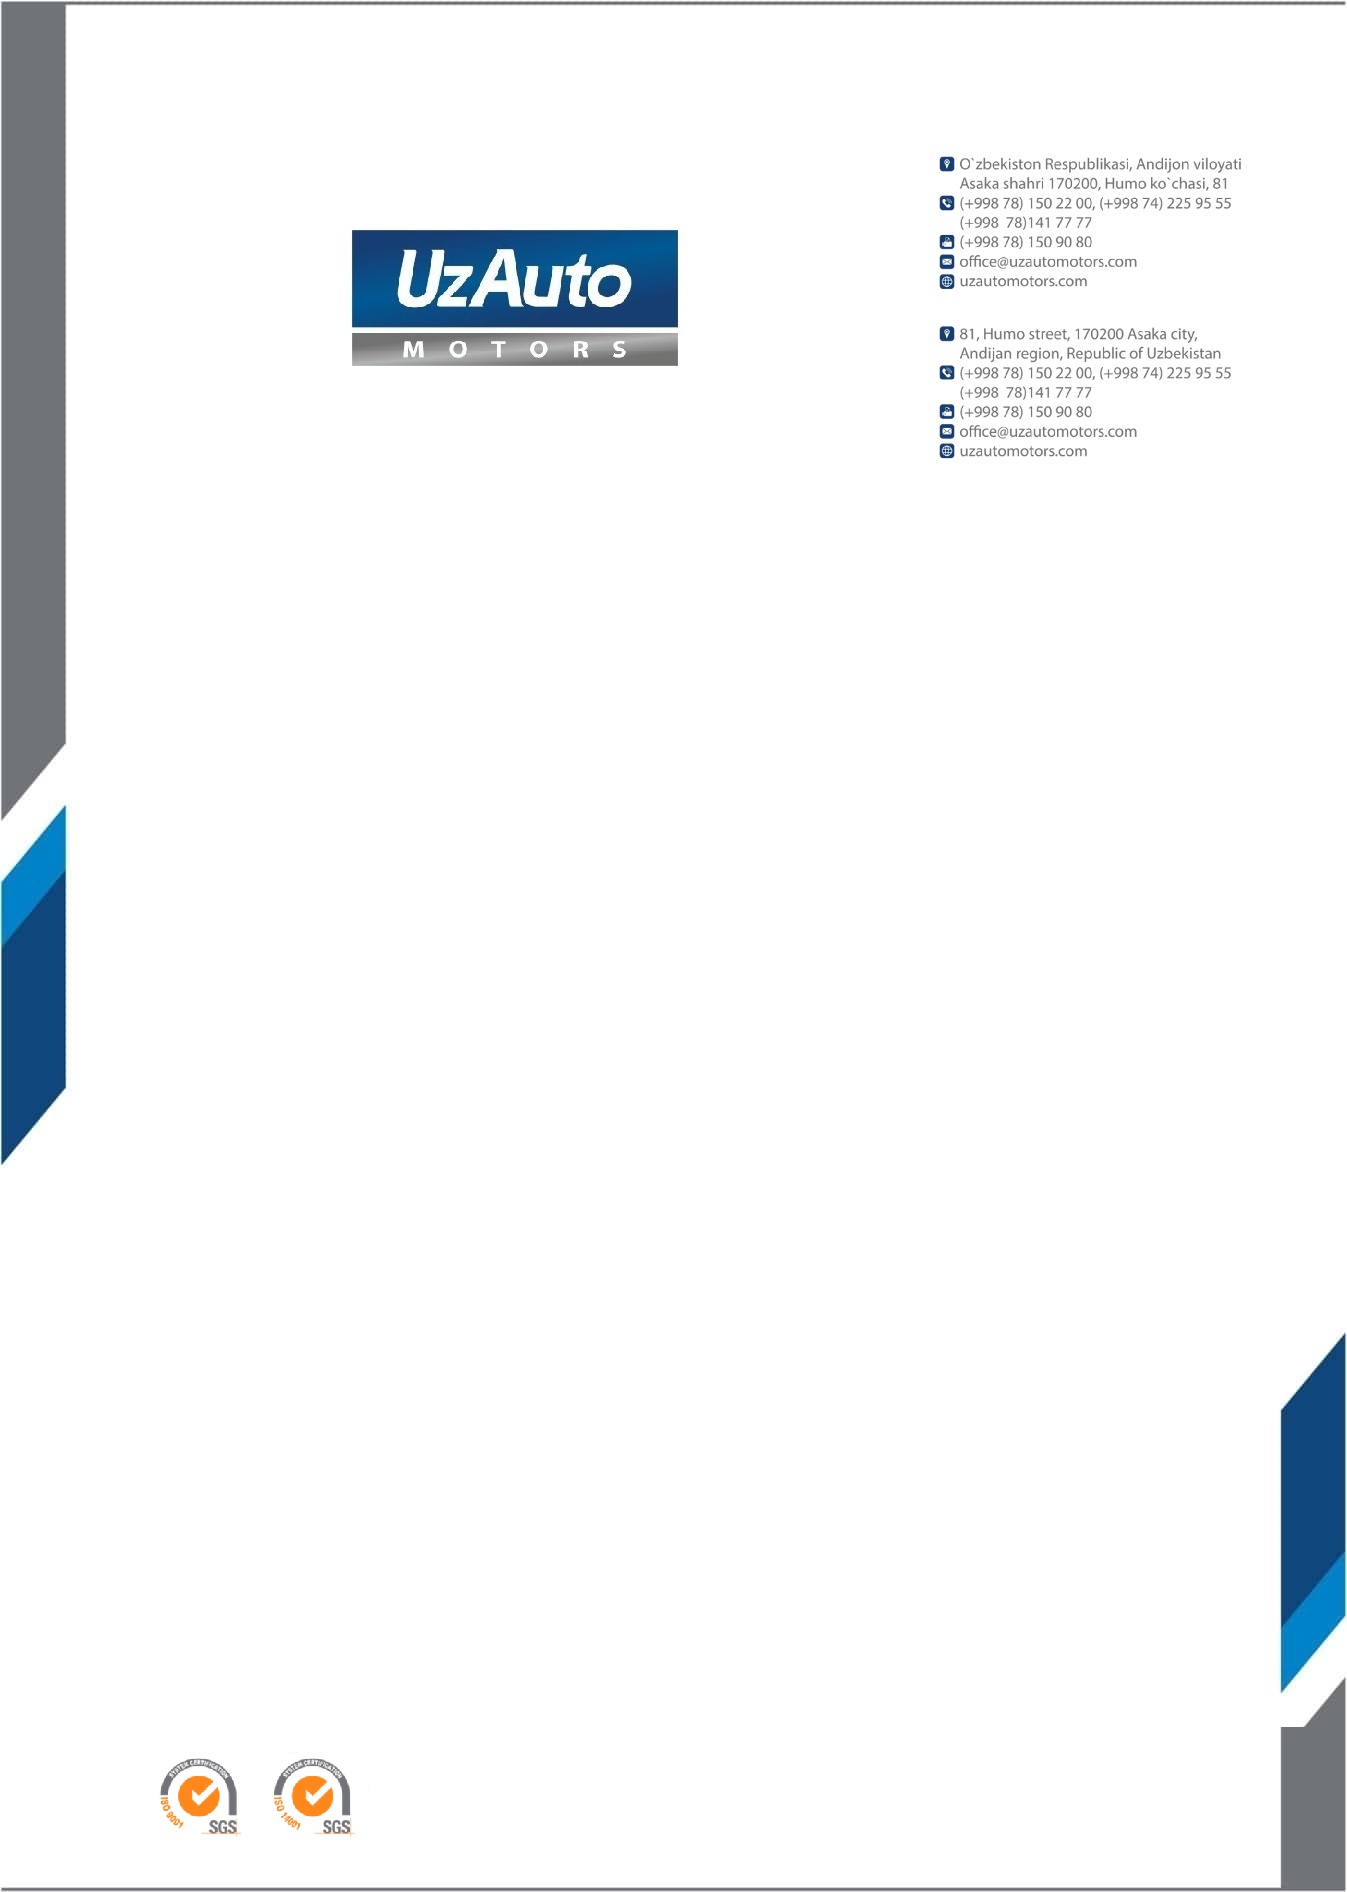 O`zbekiston Respublikasi, Andijon viloyati
Asaka shahri 170200, Humo ko`chasi, 81
(+998 78) 150 22 00, (+998 74) 225 95 55
(+998 78)141 77 77
(+998 78) 150 90 80
office@uzautomotors.com
uzautomotors.com
UzAuto
MOTORS
81, Humo street, 170200 Asaka city,
Andijan region, Republic of Uzbekistan
(+998 78) 150 22 00, (+998 74) 225 95 55
(+998 78)141 77 77
(+998 78) 150 90 80
office@uzautomotors.com
uzautomotors.com
SYSTEM CERTIFICATION
ISO 9001
SGS
SYSTEM CERTIFICATION
ISO 14001
SGS